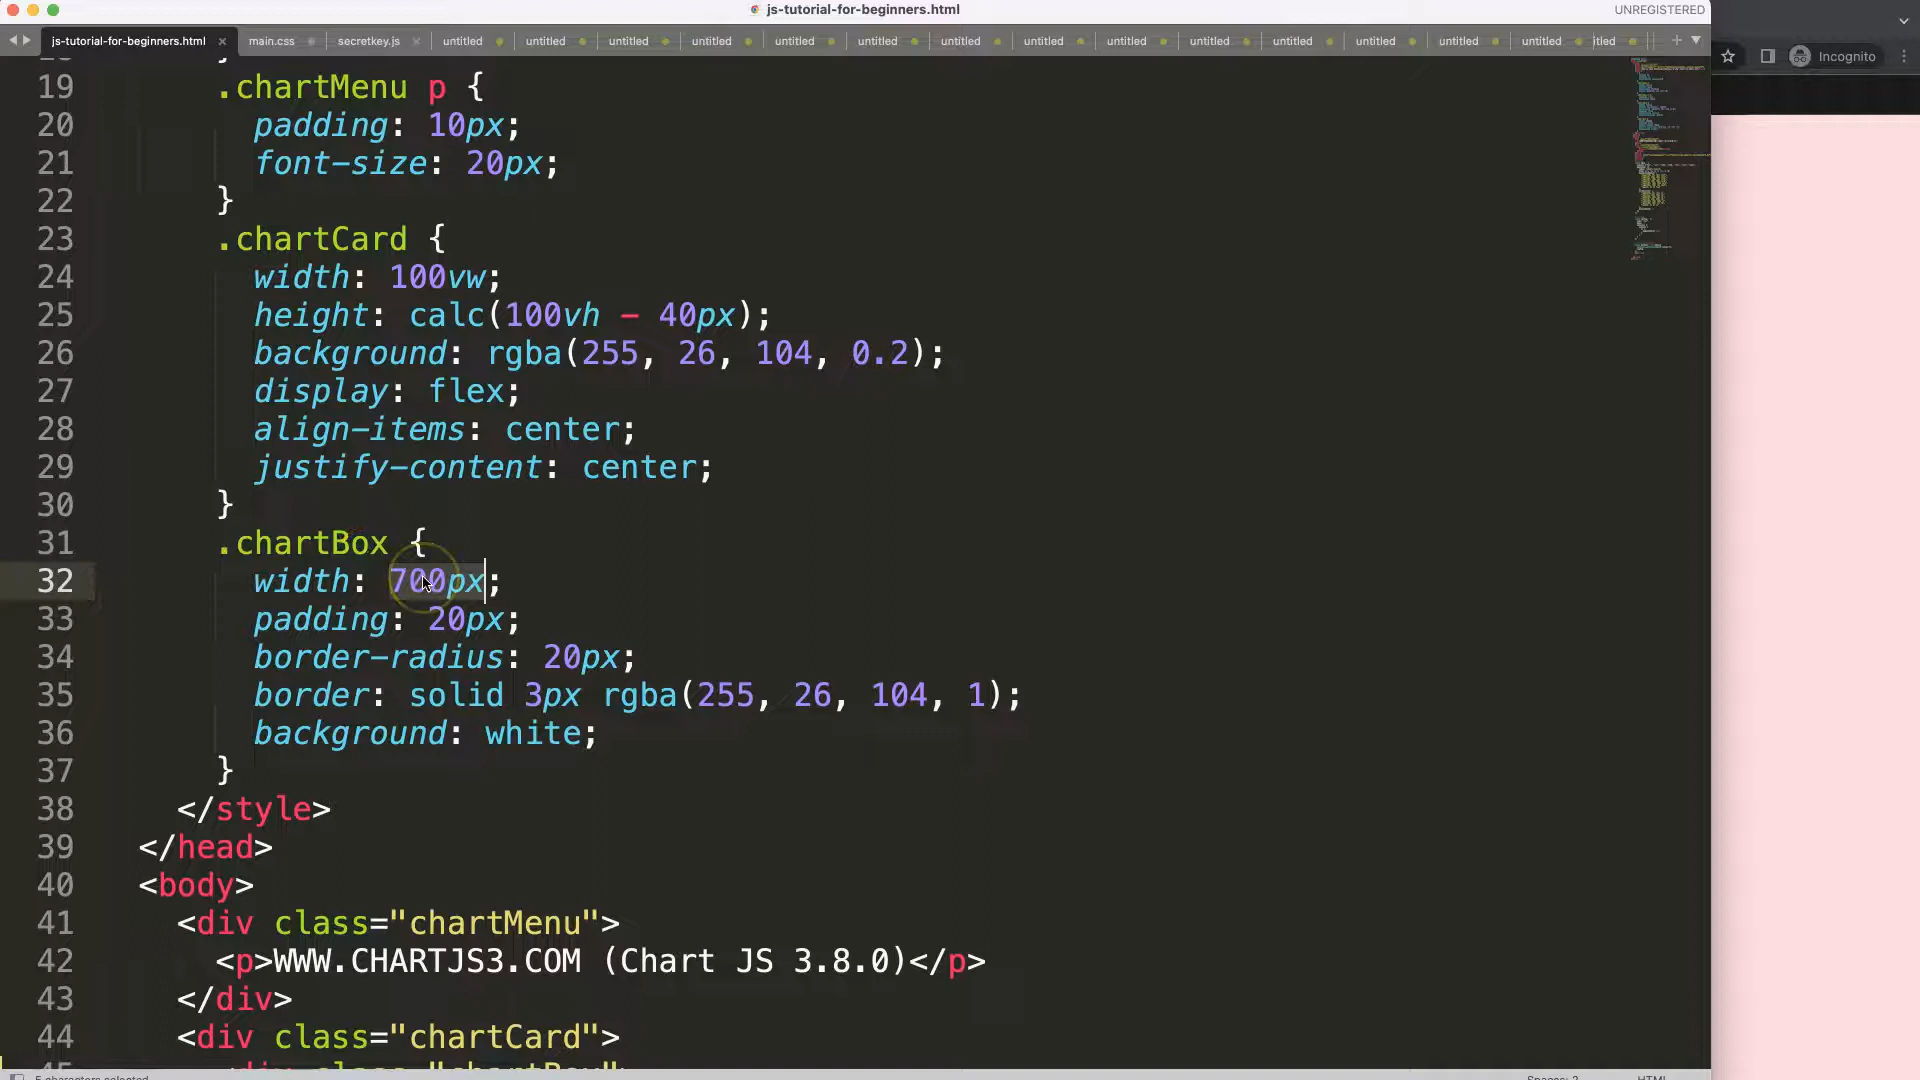 js-tutorial-for-beginners.html
UNREGISTERED
js-tutorial-for-beginners.html
main.css
secretkey.js
untitled
untitled
untitled
untitled
untitled
untitled
untitled
untitled
untitled
untitled
untitled
untitled
untitled
untitled
Incognito
19 .chartMenu p {
20 padding: 10px;
21 font-size: 20px;
22 }
23 .chartCard {
24 width: 100vw;
25 height: calc(100vh - 40px);
26 background: rgba(255, 26, 104, 0.2);
27 display: flex;
28 align-items: center;
29 justify-content: center;
30 }
31 .chartBox {
32 width: 700px;
33 padding: 20px;
34 border-radius: 20px;
35 border: solid 3px rgba(255, 26, 104, 1);
36 background: white;
37 }
38 </style>
39 </head>
40 <body>
41 <div class="chartMenu">
42 <p>WWW.CHARTJS3.COM (Chart JS 3.8.0)</p>
43 </div>
44 <div class="chartCard">